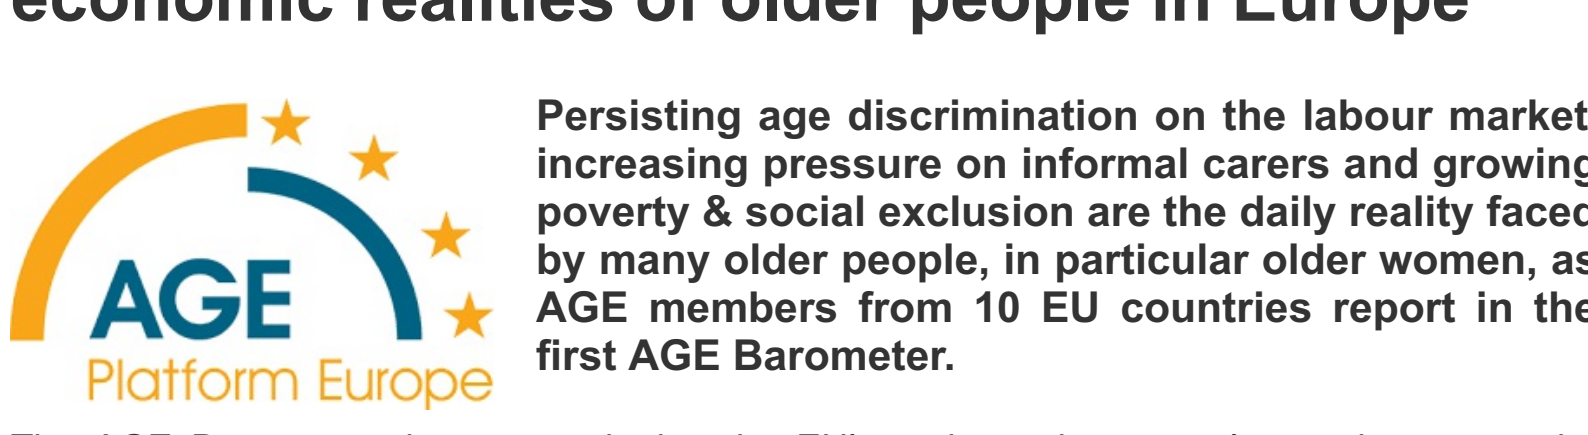 economic realities of older people in Europe
AGE
Platform Europe
Persisting age discrimination on the labour market
increasing pressure on informal carers and growing
poverty & social exclusion are the daily reality faced
by many older people, in particular older women, as
AGE members from 10 EU countries report in the
first AGE Barometer.